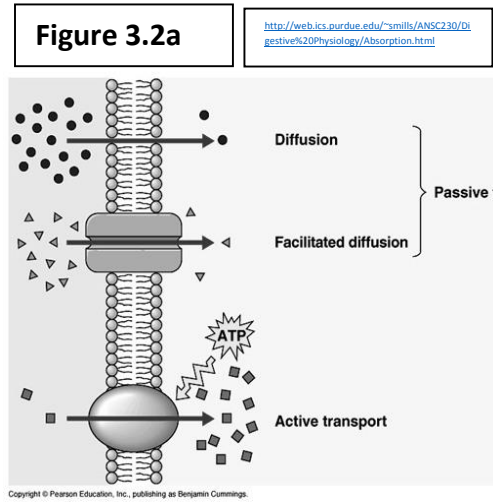 Figure 3.2a
http://web.ics.purdue.edu/~smills/ANSC230/Di
gestive%20Physiology/Absorption.html
Diffusion
Passive
Facilitated diffusion
ATP
Active transport
Copyright © Pearson Education, Inc., publishing as Benjamin Cummings.